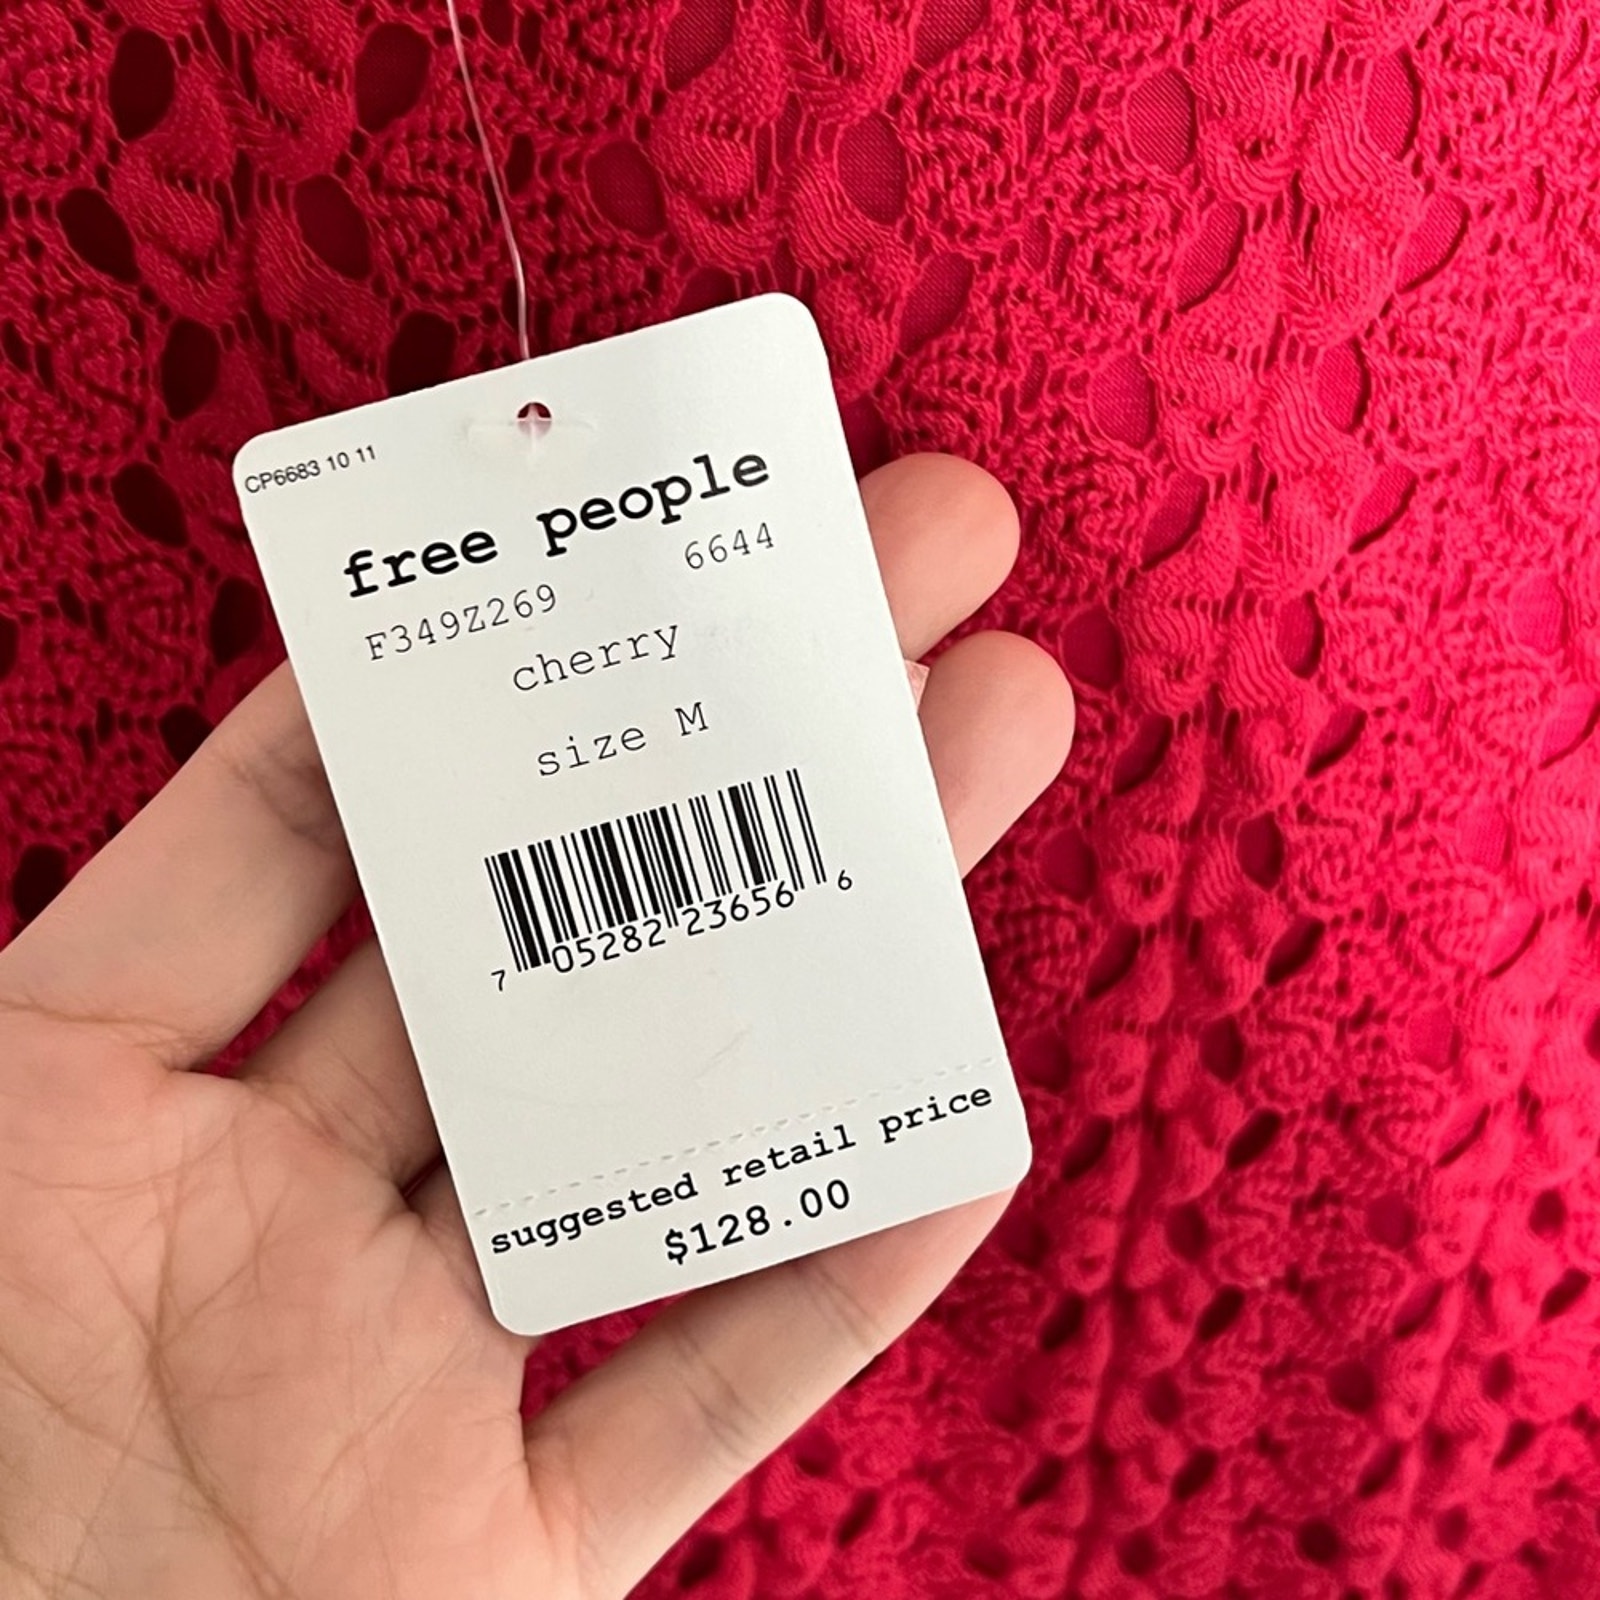 CP6683 10 11
free people
F349Z269 6644
cherry
size M
7 05282 23656 6
suggested retail price
$128.00